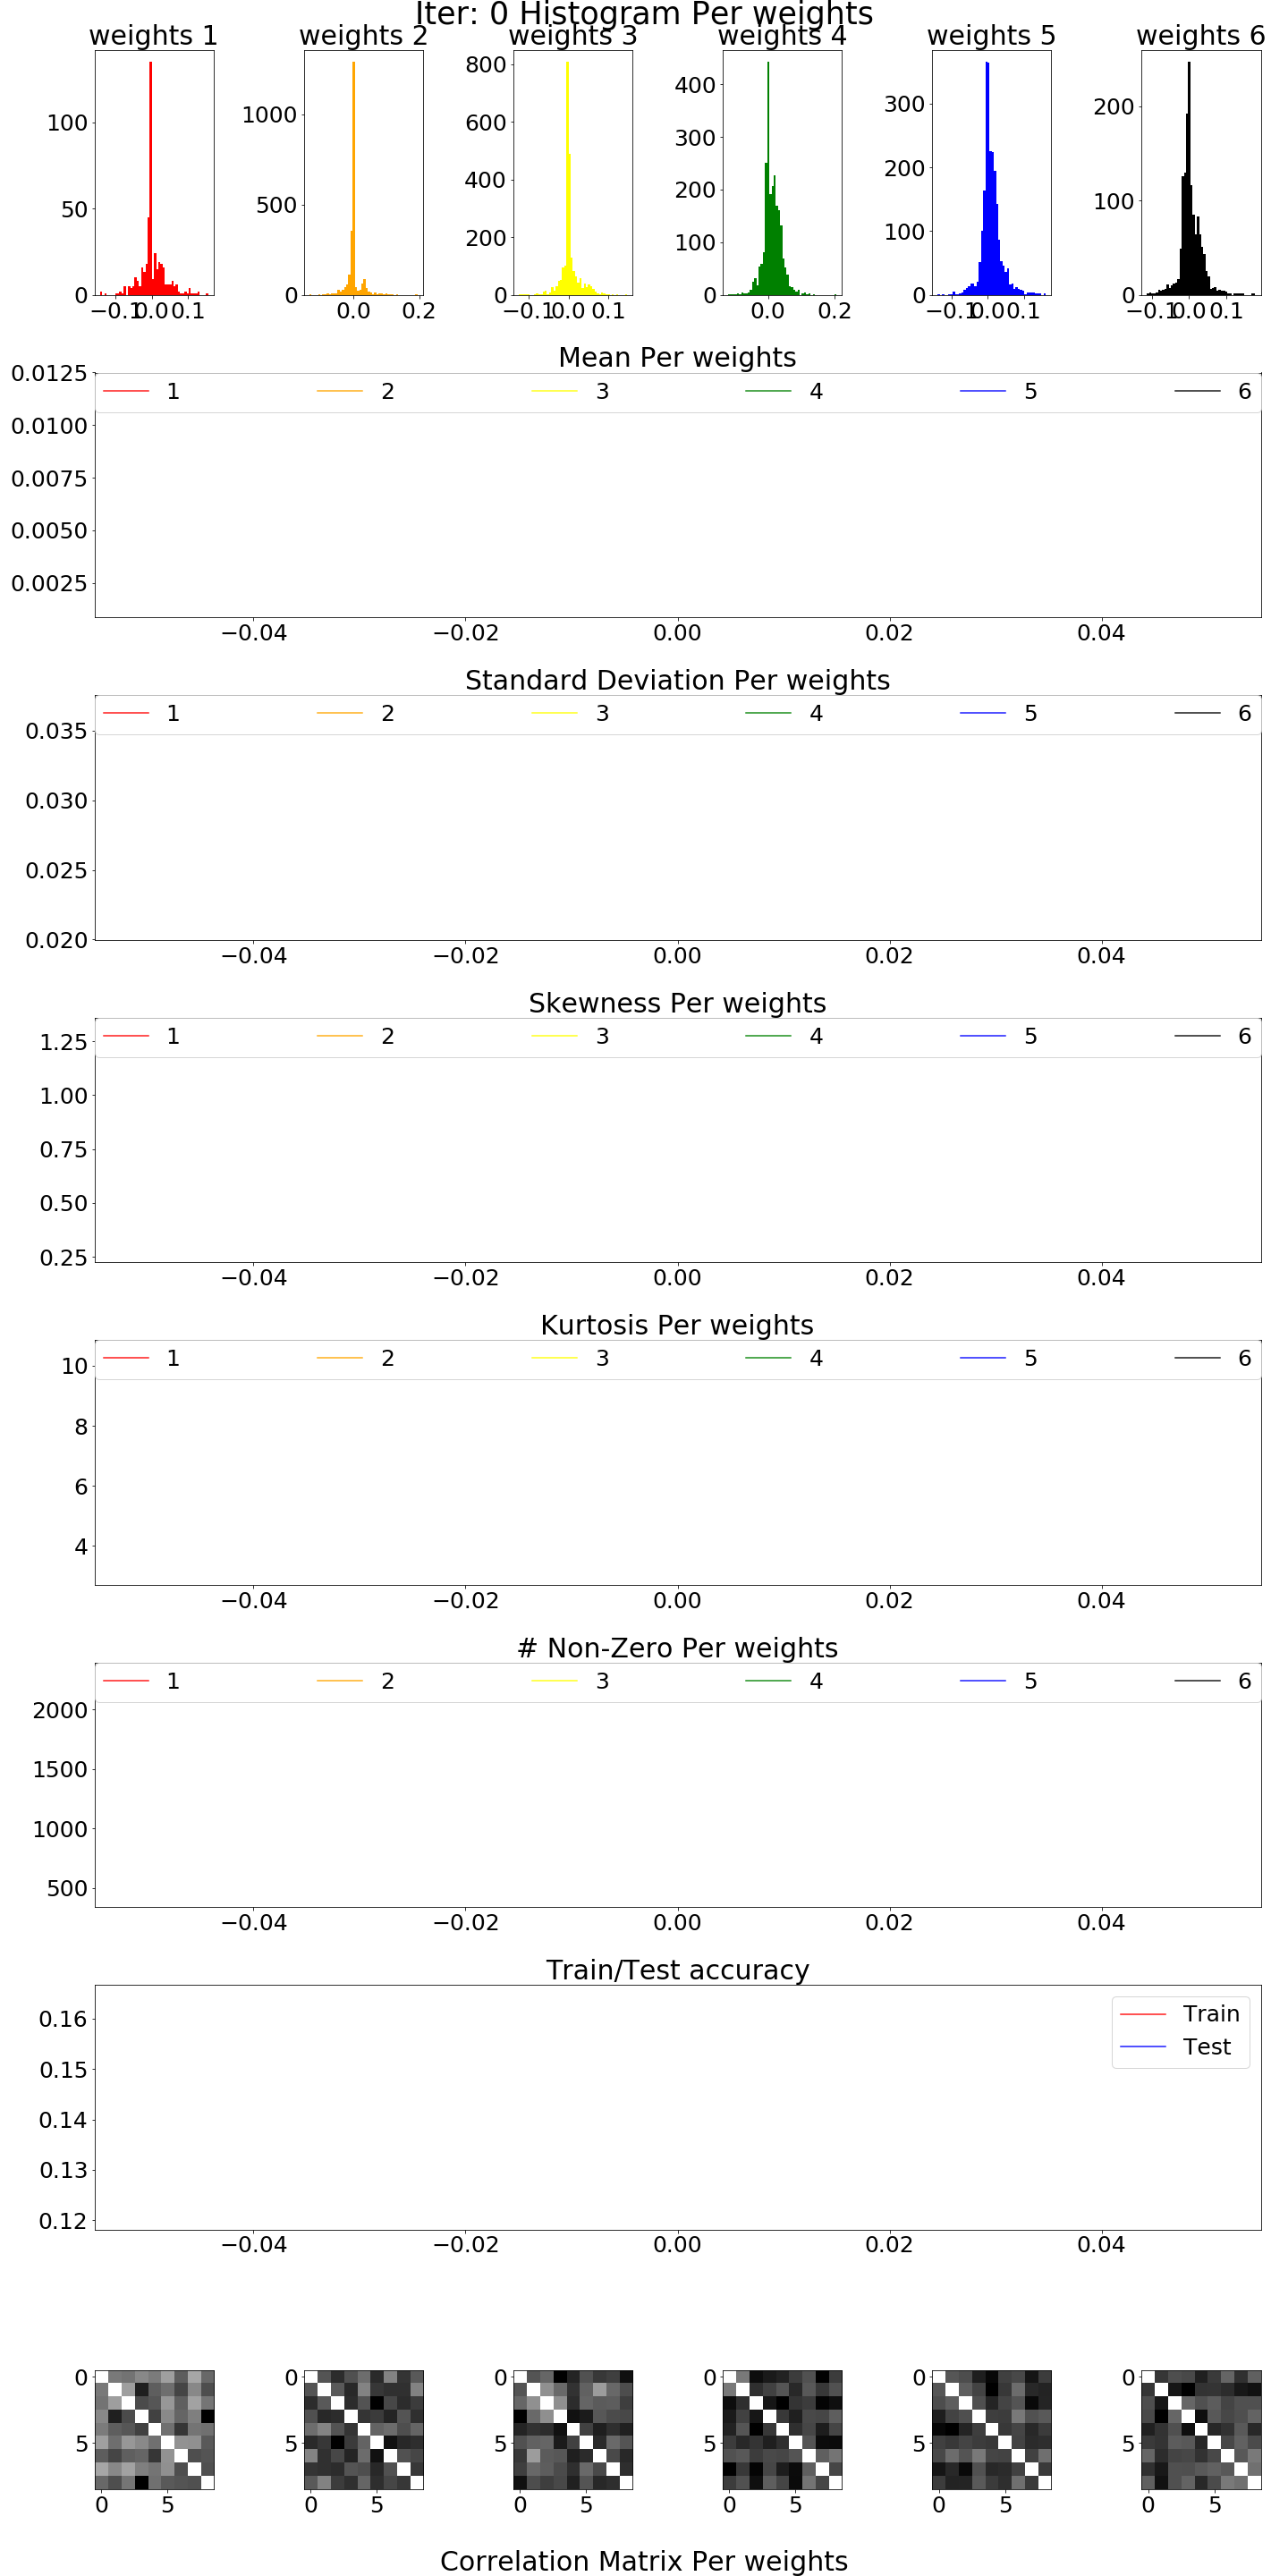 Iter: 0 Histogram Per weights
weights 1 weights 2 weights 3 weights 4 weights 5 weights 6
100
50
0
−0.1 0.0 0.1
1000
500
0
0.0 0.2
800
600
400
200
0
−0.1 0.0 0.1
400
300
200
100
0
0.0 0.2
300
200
100
0
−0.1 0.0 0.1
200
100
0
−0.1 0.0 0.1
Mean Per weights
1 2 3 4 5 6
0.0125
0.0100
0.0075
0.0050
0.0025
−0.04 −0.02 0.00 0.02 0.04
Standard Deviation Per weights
1 2 3 4 5 6
0.035
0.030
0.025
0.020
−0.04 −0.02 0.00 0.02 0.04
Skewness Per weights
1 2 3 4 5 6
1.25
1.00
0.75
0.50
0.25
−0.04 −0.02 0.00 0.02 0.04
Kurtosis Per weights
1 2 3 4 5 6
10
8
6
4
−0.04 −0.02 0.00 0.02 0.04
# Non-Zero Per weights
1 2 3 4 5 6
2000
1500
1000
500
−0.04 −0.02 0.00 0.02 0.04
Train/Test accuracy
Train
Test
0.16
0.15
0.14
0.13
0.12
−0.04 −0.02 0.00 0.02 0.04
0 0 0 0 0 0
5 5 5 5 5 5
0 5 0 5 0 5 0 5 0 5 0 5
Correlation Matrix Per weights